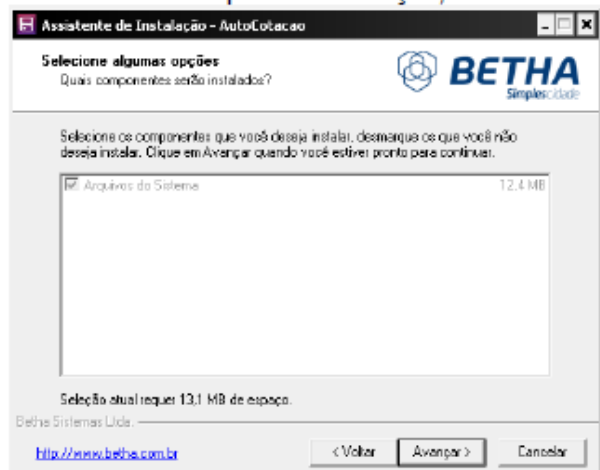 Assistente de Instalação - AutoCotacao
Selecione algumas opções
Quais componentes serão instalados?
BETHA
Simplescidade
Selecione os componentes que você deseja instalar, desmarque os que você não
deseja instalar. Clique em Avançar quando você estiver pronto para continuar.
Arquivos do Sistema 12,4 MB
Seleção atual requer 13,1 MB de espaço.
Betha Sistemas Ltda.
http://www.betha.com.br
< Voltar Avançar > Cancelar